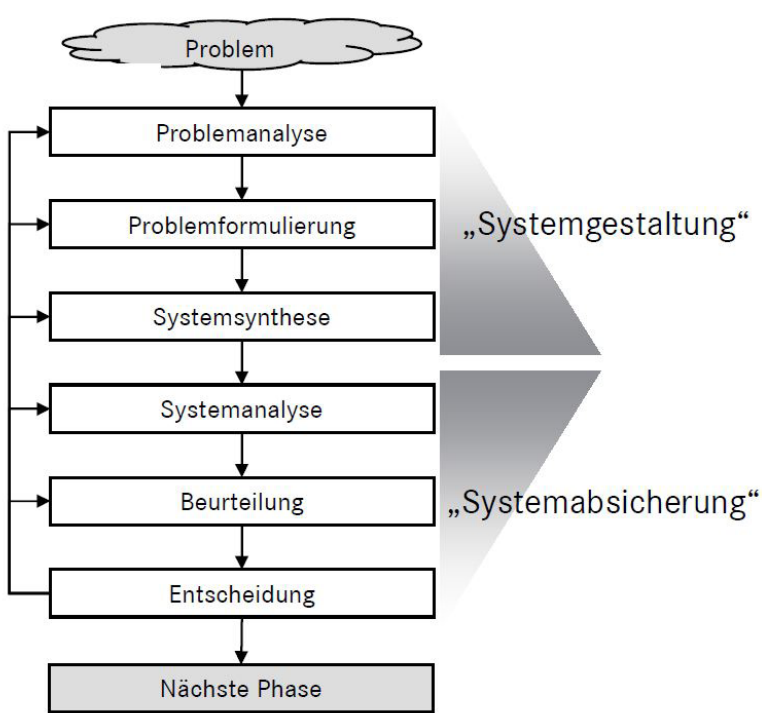 Problem
Problemanalyse
Problemformulierung
„Systemgestaltung“
Systemsynthese
Systemanalyse
Beurteilung
„Systemabsicherung“
Entscheidung
Nächste Phase